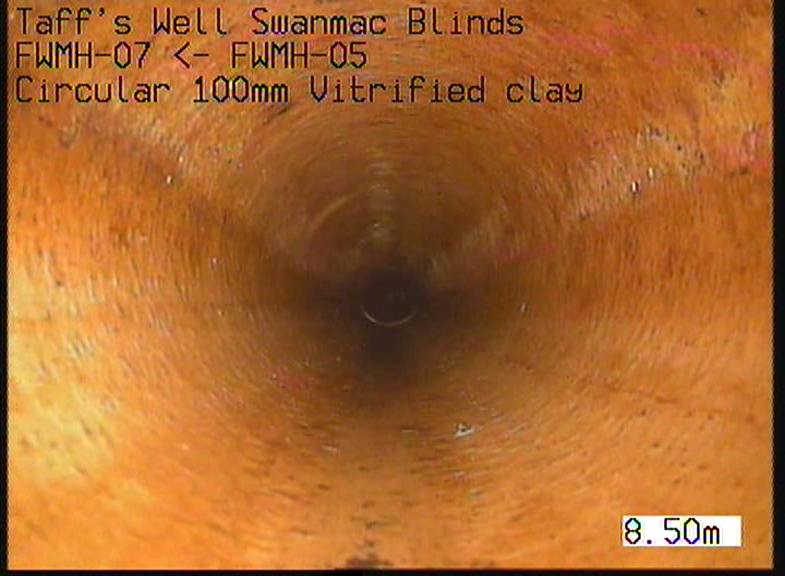 Taff's Well Swanmac Blinds
FWMH-07 <- FWMH-05
Circular 100mm Vitrified clay
8.50m